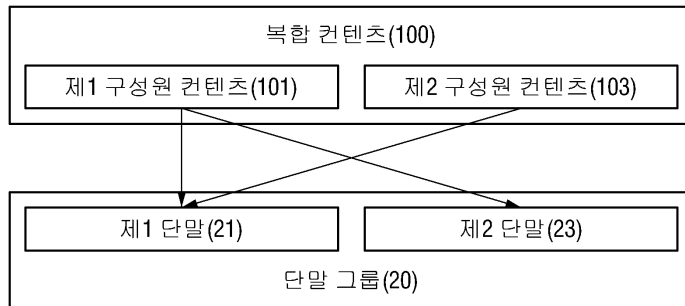 복합 컨텐츠(100)
제1 구성원 컨텐츠(101)
제2 구성원 컨텐츠(103)
제1 단말(21)
제2 단말(23)
단말 그룹(20)